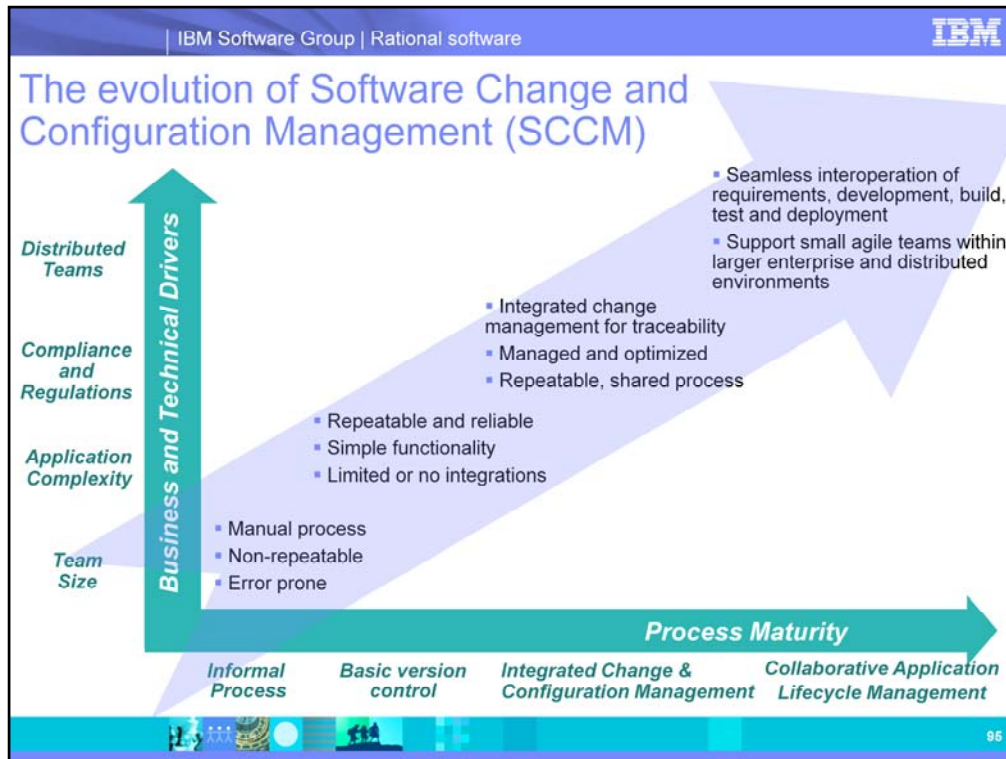 IBM Software Group | Rational software
IBM
The evolution of Software Change and
Configuration Management (SCCM)
Business and Technical Drivers
Distributed
Teams
Compliance
and
Regulations
Application
Complexity
Team
Size
▪ Seamless interoperation of
requirements, development, build,
test and deployment
▪ Support small agile teams within
larger enterprise and distributed
environments
▪ Integrated change
management for traceability
▪ Managed and optimized
▪ Repeatable, shared process
▪ Repeatable and reliable
▪ Simple functionality
▪ Limited or no integrations
▪ Manual process
▪ Non-repeatable
▪ Error prone
Process Maturity
Informal
Process
Basic version
control
Integrated Change &
Configuration Management
Collaborative Application
Lifecycle Management
95